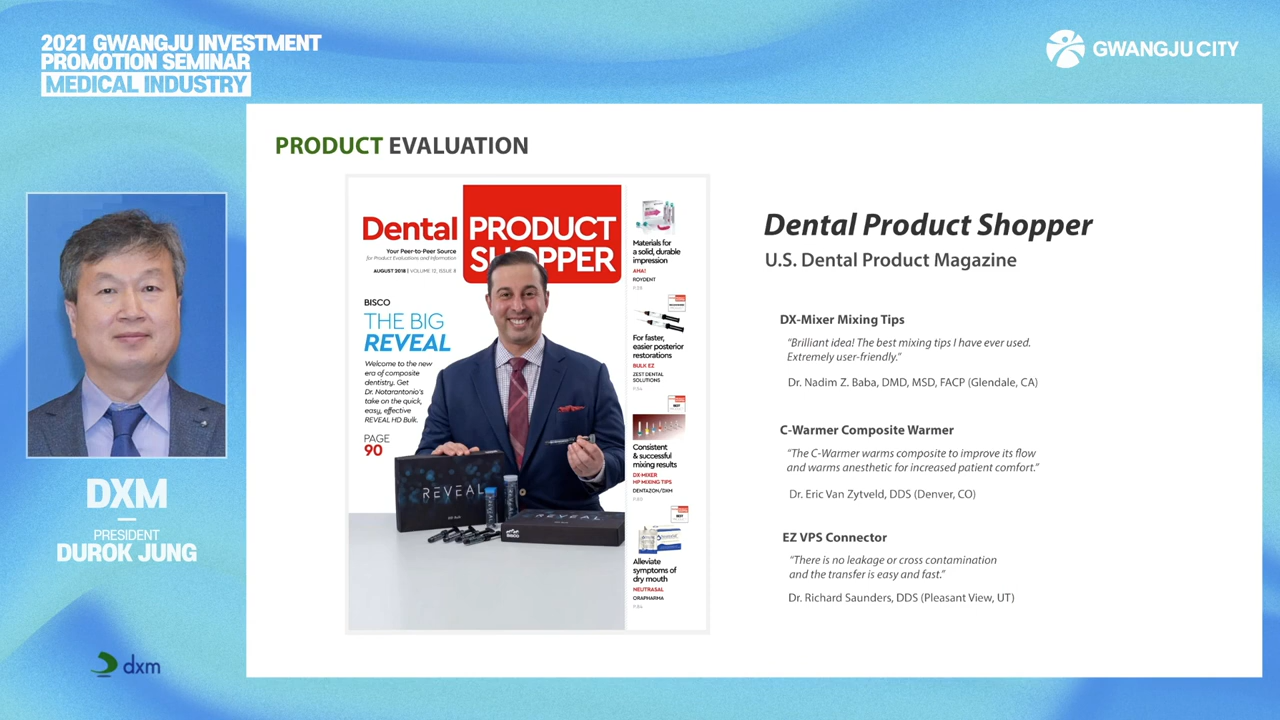 2021 GWANGJU INVESTMENT
PROMOTION SEMINAR
MEDICAL INDUSTRY
GWANGJU CITY
PRODUCT EVALUATION
Dental PRODUCT
SHOPPER
Your Peer-to-Peer Source
for Product Evaluations and Information
AUGUST 2018 | VOLUME 12, ISSUE 8
BISCO
THE BIG
REVEAL
Welcome to the new
era of composite
dentistry. Get
Dr. Notarantonio's
take on the quick,
easy, effective
REVEAL HD Bulk.
PAGE
90
REVEAL
REVEAL
BISCO
Materials for
a solid, durable
impression
AHA!
ROYDENT
For faster,
easier posterior
restorations
BULK EZ
ZEST DENTAL
SOLUTIONS
Consistent
& successful
mixing results
DX-MIXER
HP MIXING TIPS
DENTAZON/DXM
Alleviate
symptoms of
dry mouth
NEUTRASAL
ORAPHARMA
Dental Product Shopper
U.S. Dental Product Magazine
DX-Mixer Mixing Tips
"Brilliant idea! The best mixing tips I have ever used.
Extremely user-friendly."
Dr. Nadim Z. Baba, DMD, MSD, FACP (Glendale, CA)
C-Warmer Composite Warmer
"The C-Warmer warms composite to improve its flow
and warms anesthetic for increased patient comfort."
Dr. Eric Van Zytveld, DDS (Denver, CO)
EZ VPS Connector
"There is no leakage or cross contamination
and the transfer is easy and fast."
Dr. Richard Saunders, DDS (Pleasant View, UT)
DXM
PRESIDENT
DUROK JUNG
dxm